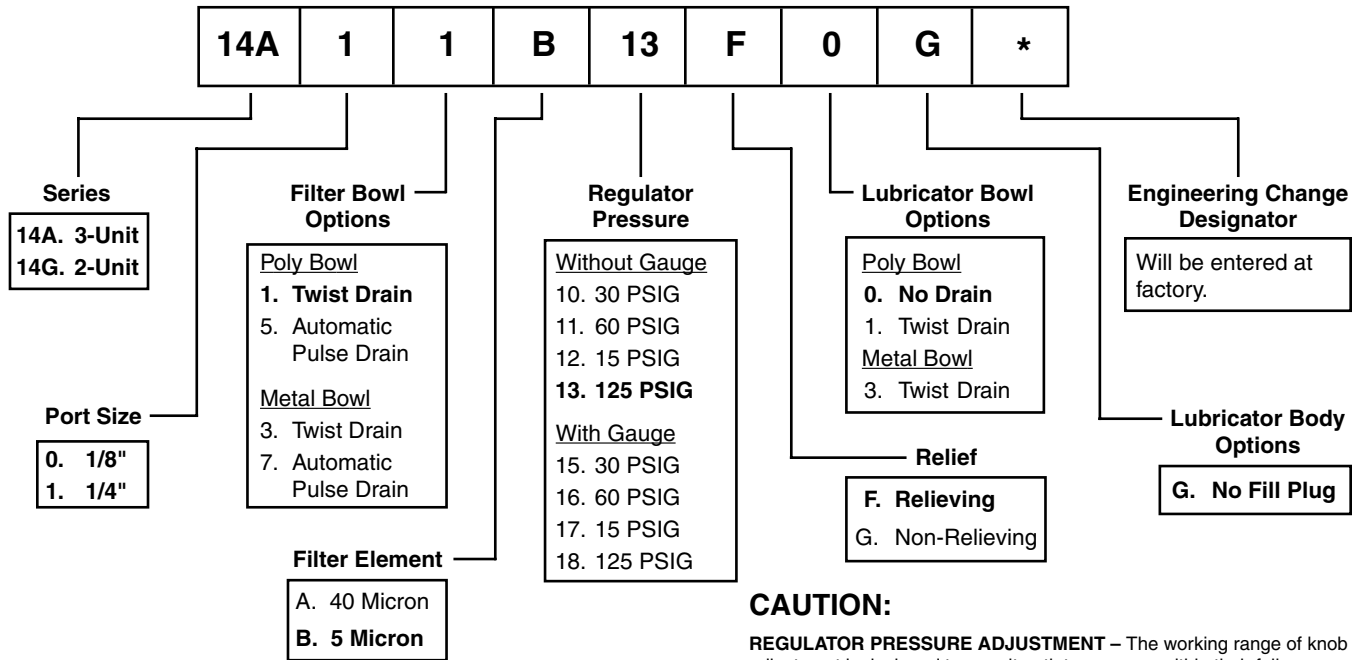 14A 1 1 B 13 F 0 G *
Series
14A. 3-Unit
14G. 2-Unit
Port Size
0. 1/8"
1. 1/4"
Filter Bowl
Options
Poly Bowl
1. Twist Drain
5. Automatic
Pulse Drain
Metal Bowl
3. Twist Drain
7. Automatic
Pulse Drain
Filter Element
A. 40 Micron
B. 5 Micron
Regulator
Pressure
Without Gauge
10. 30 PSIG
11. 60 PSIG
12. 15 PSIG
13. 125 PSIG
With Gauge
15. 30 PSIG
16. 60 PSIG
17. 15 PSIG
18. 125 PSIG
Lubricator Bowl
Options
Poly Bowl
0. No Drain
1. Twist Drain
Metal Bowl
3. Twist Drain
Relief
F. Relieving
G. Non-Relieving
Engineering Change
Designator
Will be entered at
factory.
Lubricator Body
Options
G. No Fill Plug
CAUTION:
REGULATOR PRESSURE ADJUSTMENT – The working range of knob